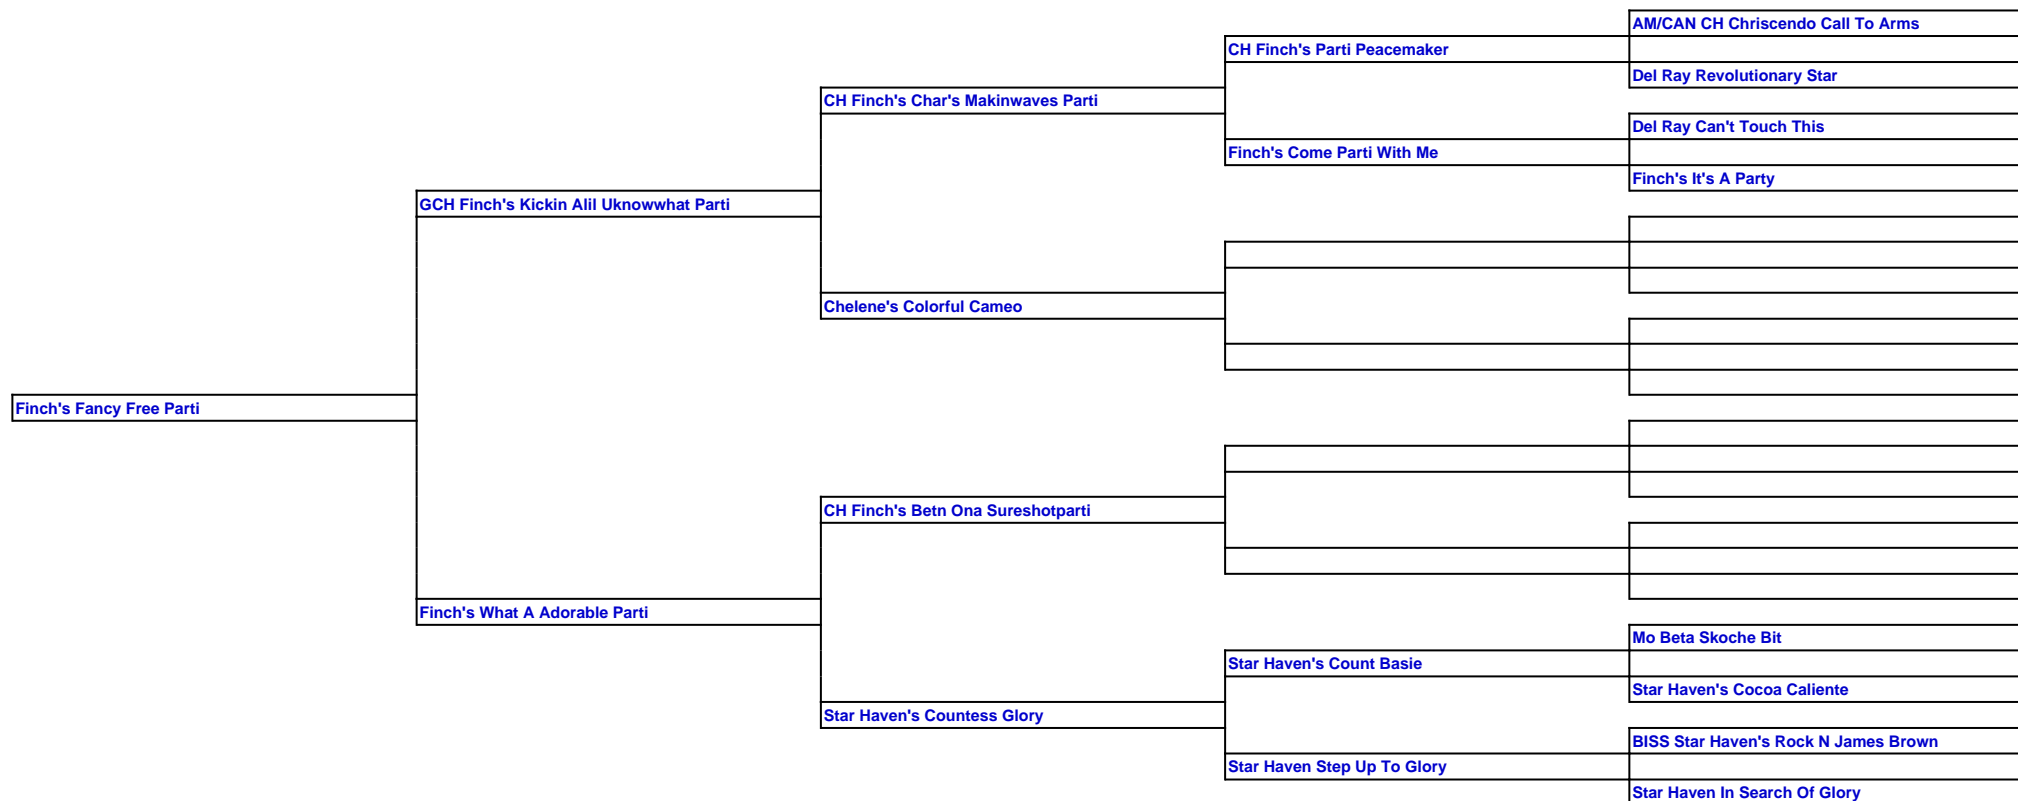 AM/CAN CH Chriscendo Call To Arms
CH Finch's Parti Peacemaker
Del Ray Revolutionary Star
CH Finch's Char's Makinwaves Parti
Del Ray Can't Touch This
Finch's Come Parti With Me
Finch's It's A Party
GCH Finch's Kickin Alil Uknowwhat Parti
Chelene's Colorful Cameo
Finch's Fancy Free Parti
CH Finch's Betn Ona Sureshotparti
Finch's What A Adorable Parti
Mo Beta Skoche Bit
Star Haven's Count Basie
Star Haven's Cocoa Caliente
Star Haven's Countess Glory
BISS Star Haven's Rock N James Brown
Star Haven Step Up To Glory
Star Haven In Search Of Glory